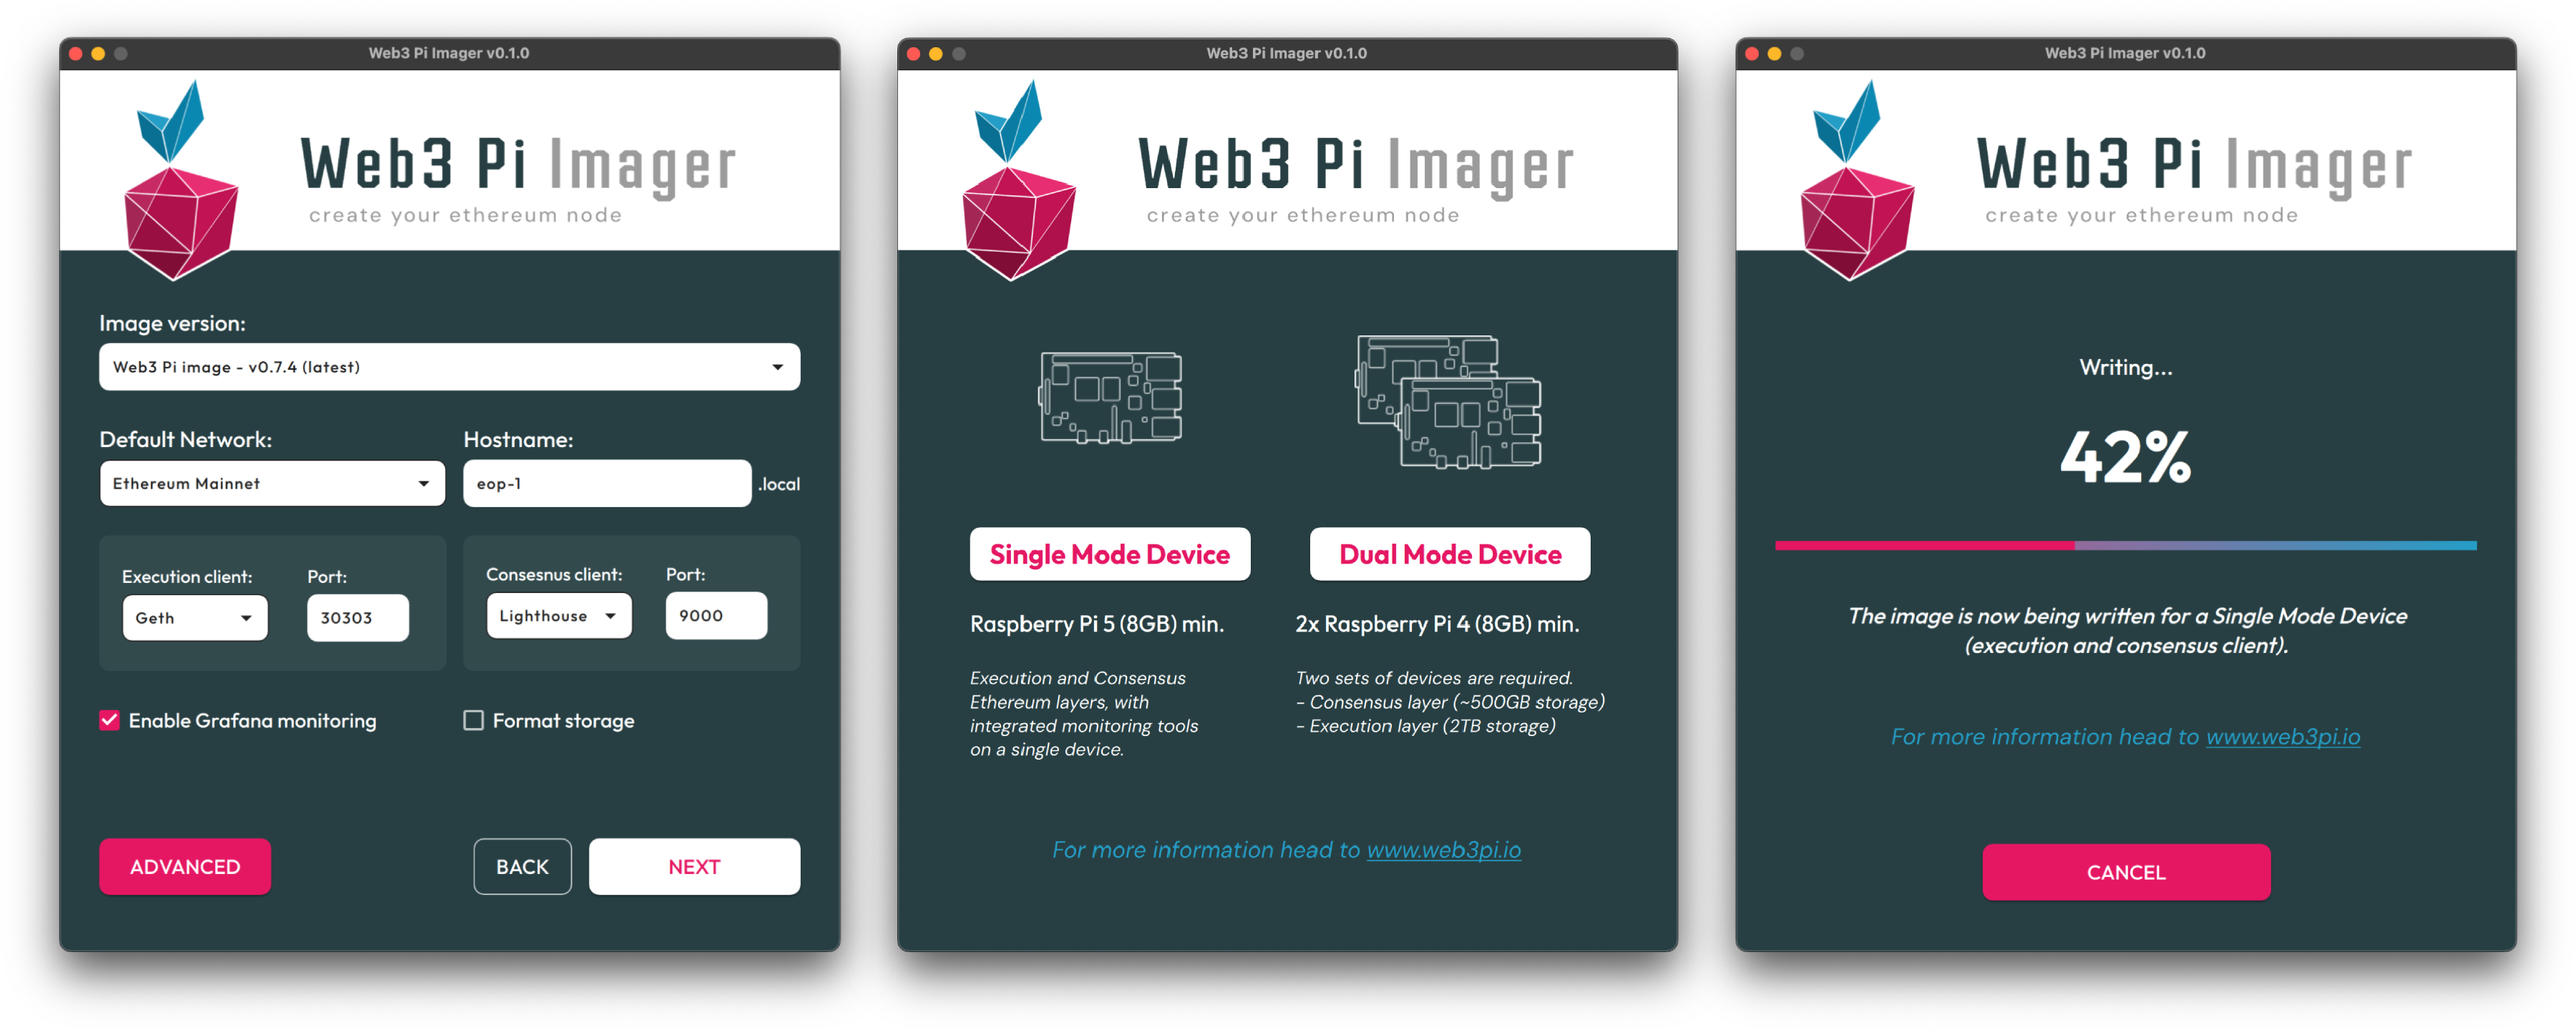 Web3 Pi Imager v0.1.0
Web3 Pi Imager
create your ethereum node
Image version:
Web3 Pi image - v0.7.4 (latest)
Default Network:
Hostname:
Ethereum Mainnet
eop-1
.local
Execution client:
Port:
Geth
30303
Consesnus client:
Port:
Lighthouse
9000
Enable Grafana monitoring
Format storage
ADVANCED
BACK
NEXT
Web3 Pi Imager v0.1.0
Web3 Pi Imager
create your ethereum node
Single Mode Device
Raspberry Pi 5 (8GB) min.
Execution and Consensus
Ethereum layers, with
integrated monitoring tools
on a single device.
Dual Mode Device
2x Raspberry Pi 4 (8GB) min.
Two sets of devices are required.
- Consensus layer (~500GB storage)
- Execution layer (2TB storage)
For more information head to www.web3pi.io
Web3 Pi Imager v0.1.0
Web3 Pi Imager
create your ethereum node
Writing...
42%
The image is now being written for a Single Mode Device
(execution and consensus client).
For more information head to www.web3pi.io
CANCEL